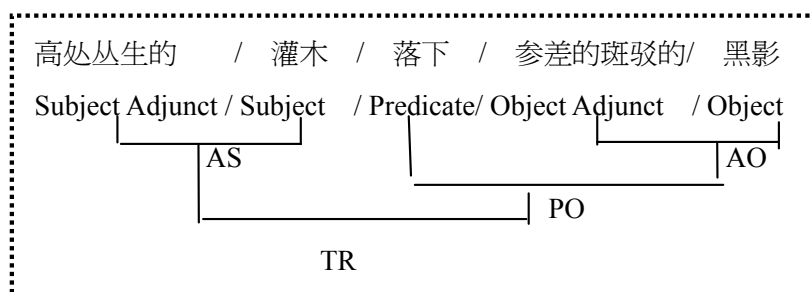 高处丛生的 / 灌木 / 落下 / 参差的斑驳的/ 黑影
Subject Adjunct / Subject / Predicate/ Object Adjunct / Object
AS AO
PO
TR